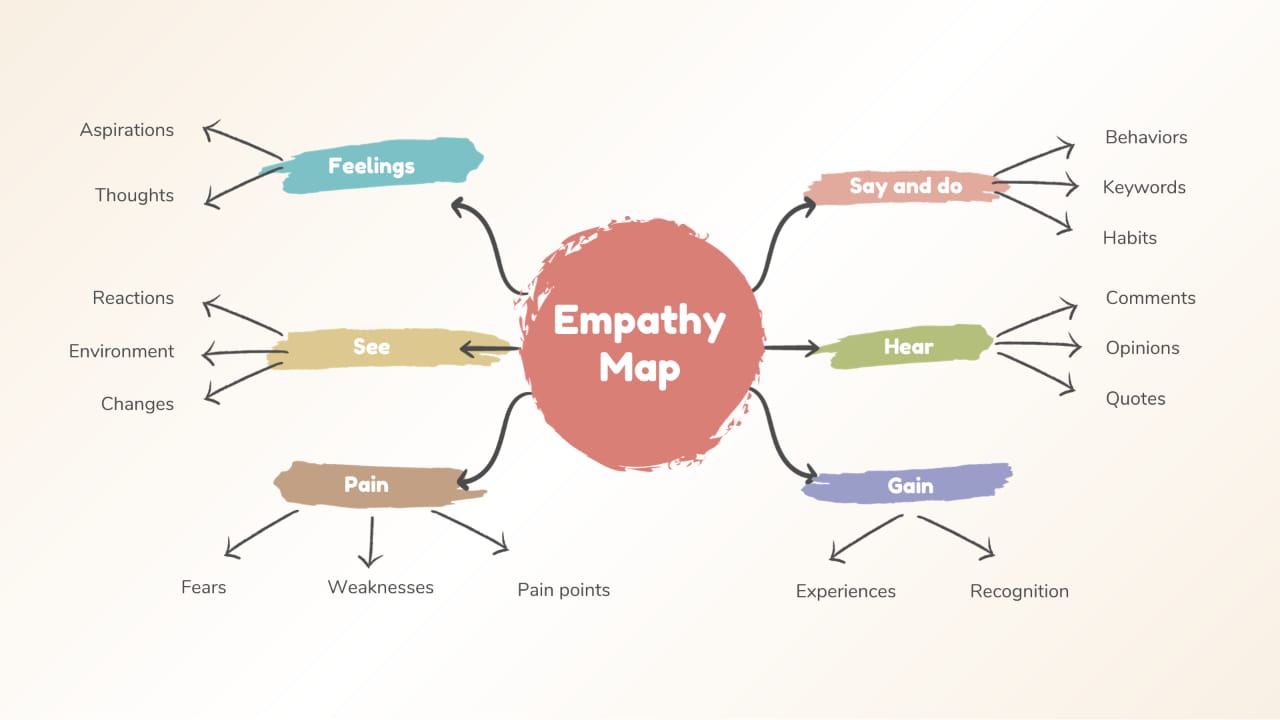 Empathy
Map
Feelings
Aspirations
Thoughts
See
Reactions
Environment
Changes
Pain
Fears
Weaknesses
Pain points
Say and do
Behaviors
Keywords
Habits
Hear
Comments
Opinions
Quotes
Gain
Experiences
Recognition